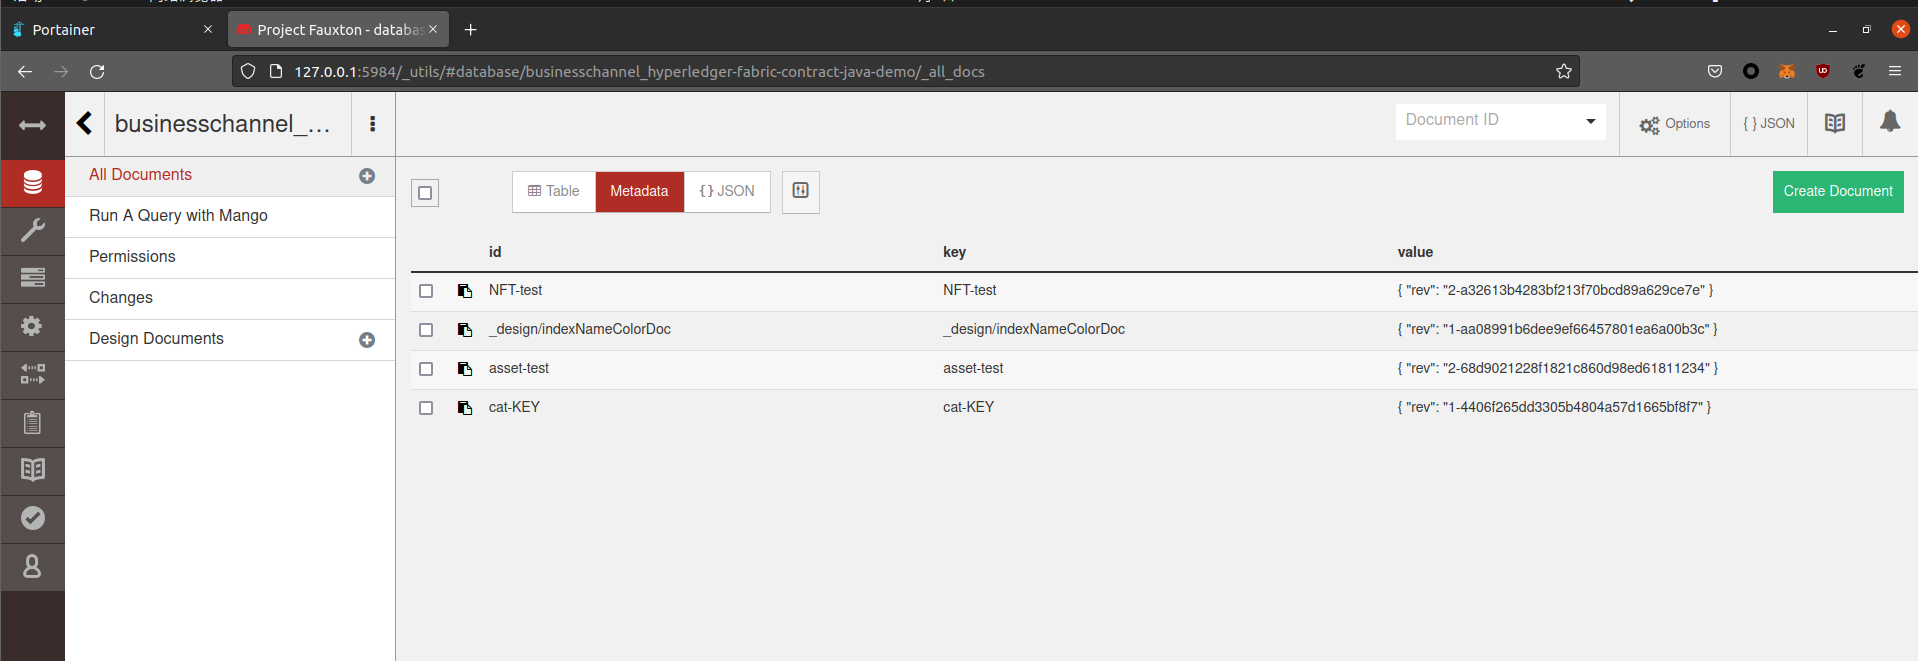 Portainer
Project Fauxton - databas
127.0.0.1:5984/_utils/#database/businesschannel_hyperledger-fabric-contract-java-demo/_all_docs
businesschannel_...
Document ID
Options
{ } JSON
All Documents
Run A Query with Mango
Permissions
Changes
Design Documents
Table
Metadata
{ } JSON
Create Document
id key value
NFT-test NFT-test { "rev": "2-a32613b4283bf213f70bcd89a629ce7e" }
_design/indexNameColorDoc _design/indexNameColorDoc { "rev": "1-aa08991b6dee9ef66457801ea6a00b3c" }
asset-test asset-test { "rev": "2-68d9021228f1821c860d98ed61811234" }
cat-KEY cat-KEY { "rev": "1-4406f265dd3305b4804a57d1665bf8f7" }